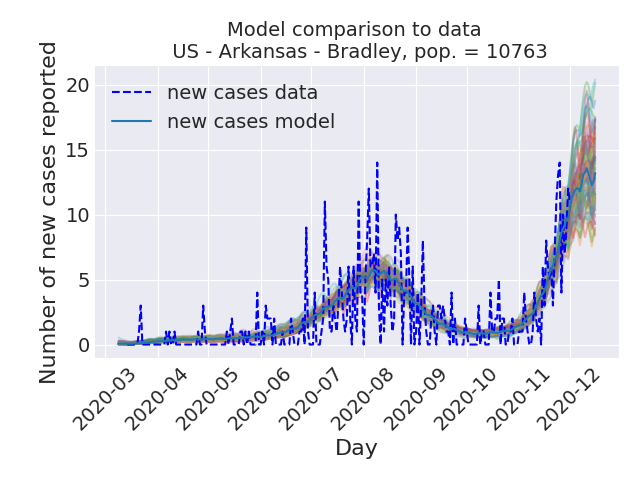 Model comparison to data
US - Arkansas - Bradley, pop. = 10763
Number of new cases reported
20
15
10
5
0
new cases data
new cases model
2020-03
2020-04
2020-05
2020-06
2020-07
2020-08
2020-09
2020-10
2020-11
2020-12
Day